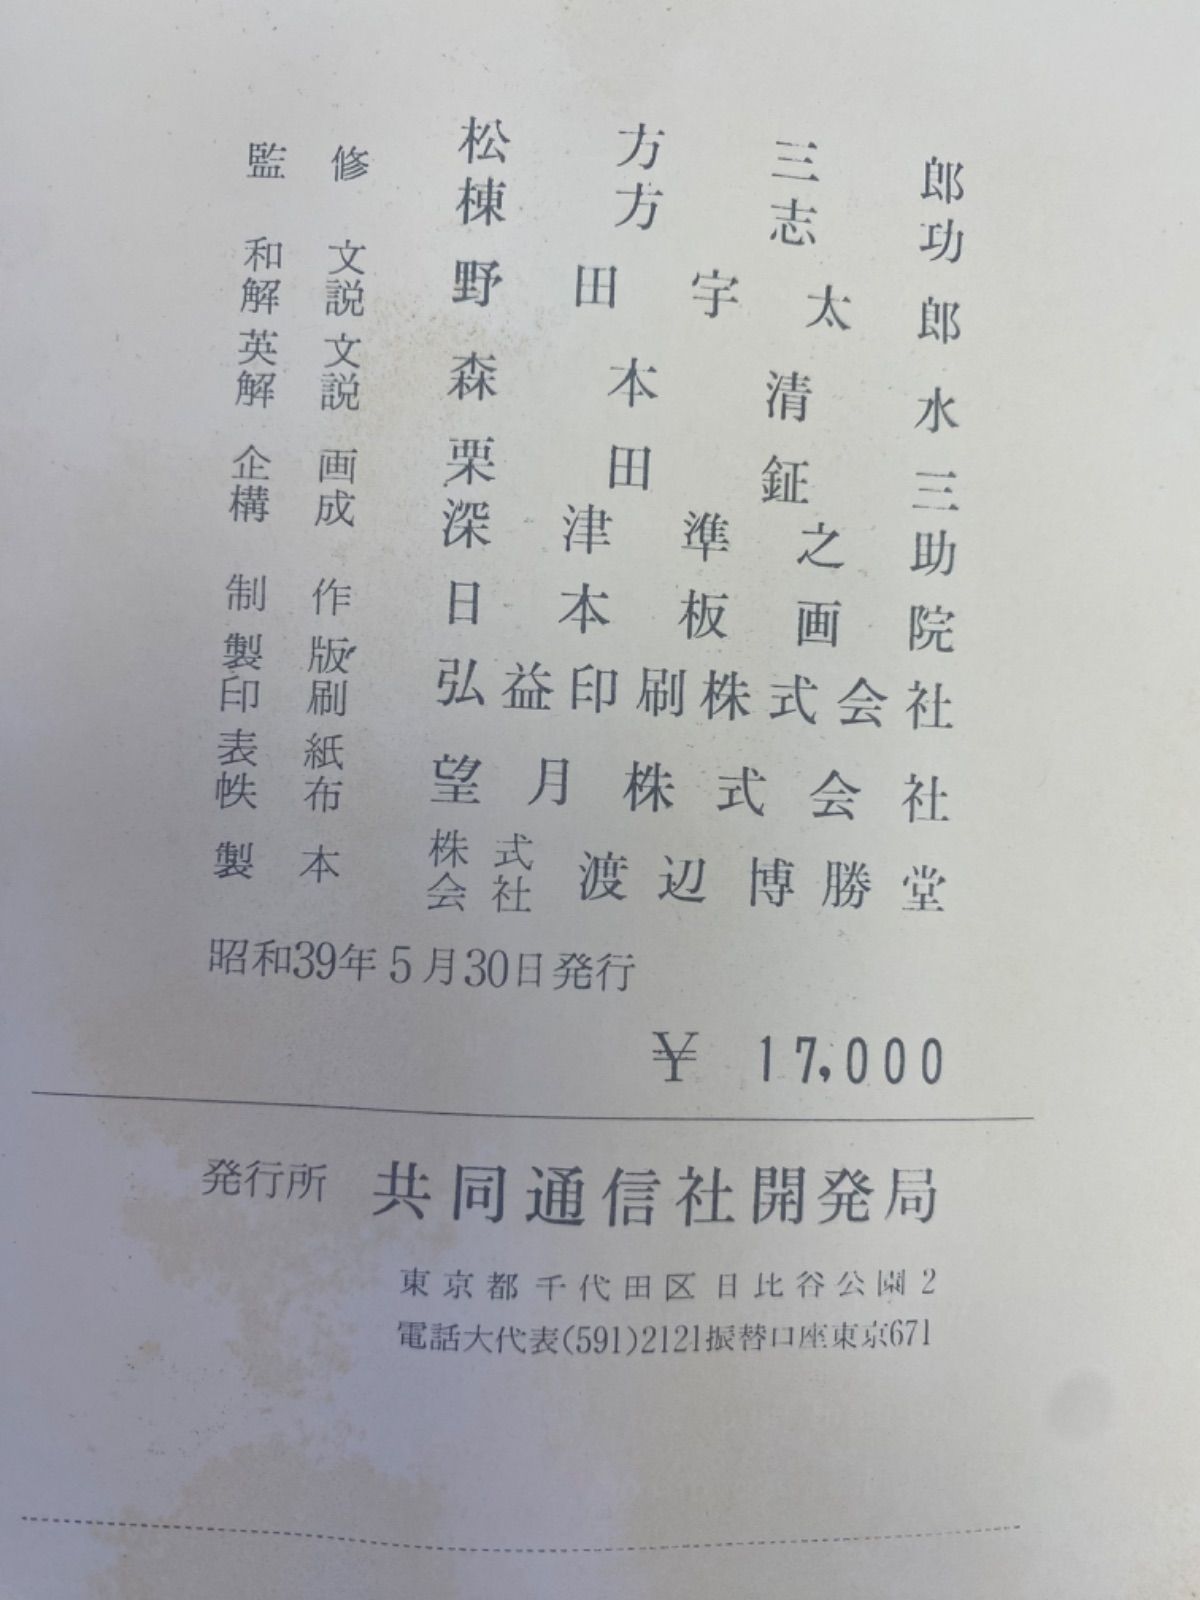 監修 松方三郎
棟方志功
和文解説 野田宇太郎
英文解説 森本清水
企画構成 栗田鉦三
深津準之助
制作 日本板画院
製版印刷 弘益印刷株式会社
表紙帙布 望月株式会社
製本 株式会社 渡辺博勝堂
昭和39年5月30日発行
¥ 17,000
発行所 共同通信社開発局
東京都千代田区日比谷公園2
電話大代表(591)2121振替口座東京671